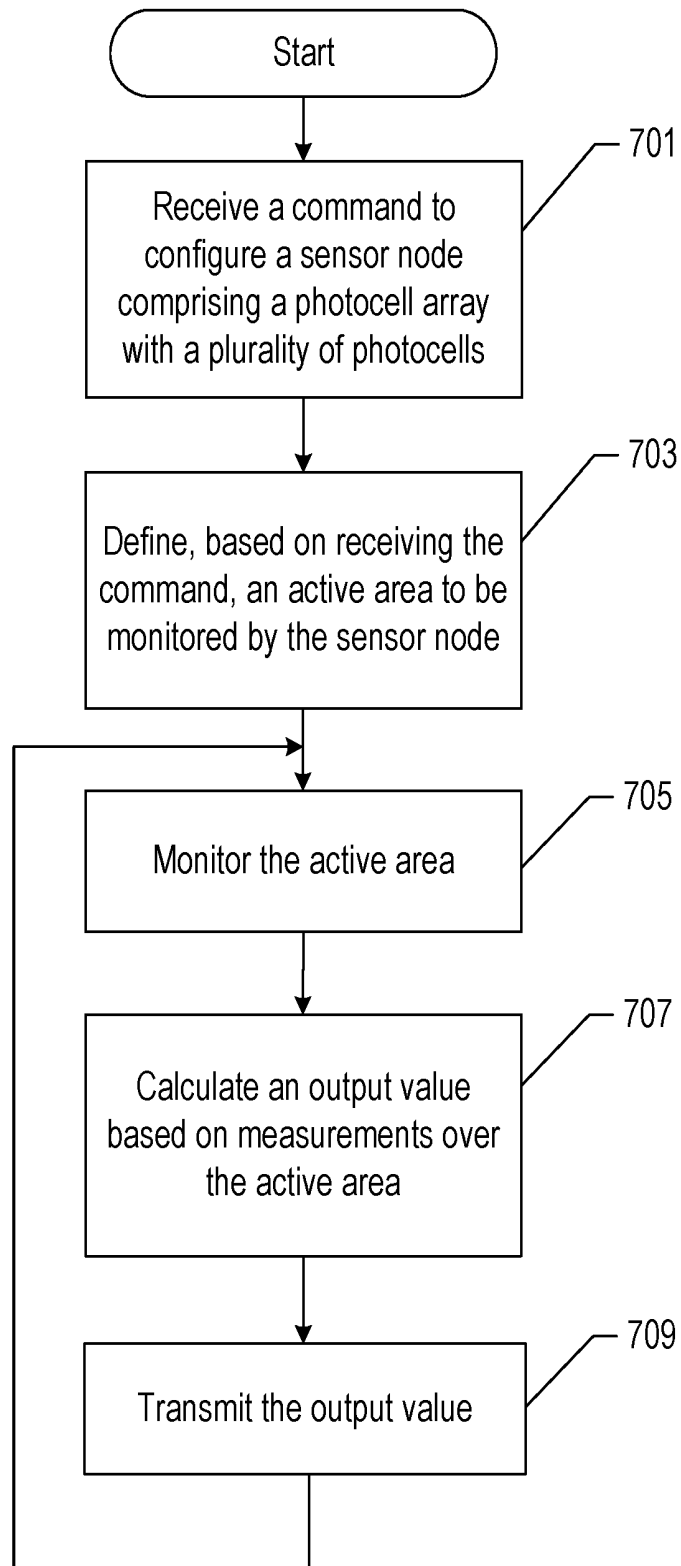 Start
701
Receive a command to
configure a sensor node
comprising a photocell array
with a plurality of photocells
703
Define, based on receiving the
command, an active area to be
monitored by the sensor node
705
Monitor the active area
707
Calculate an output value
based on measurements over
the active area
709
Transmit the output value